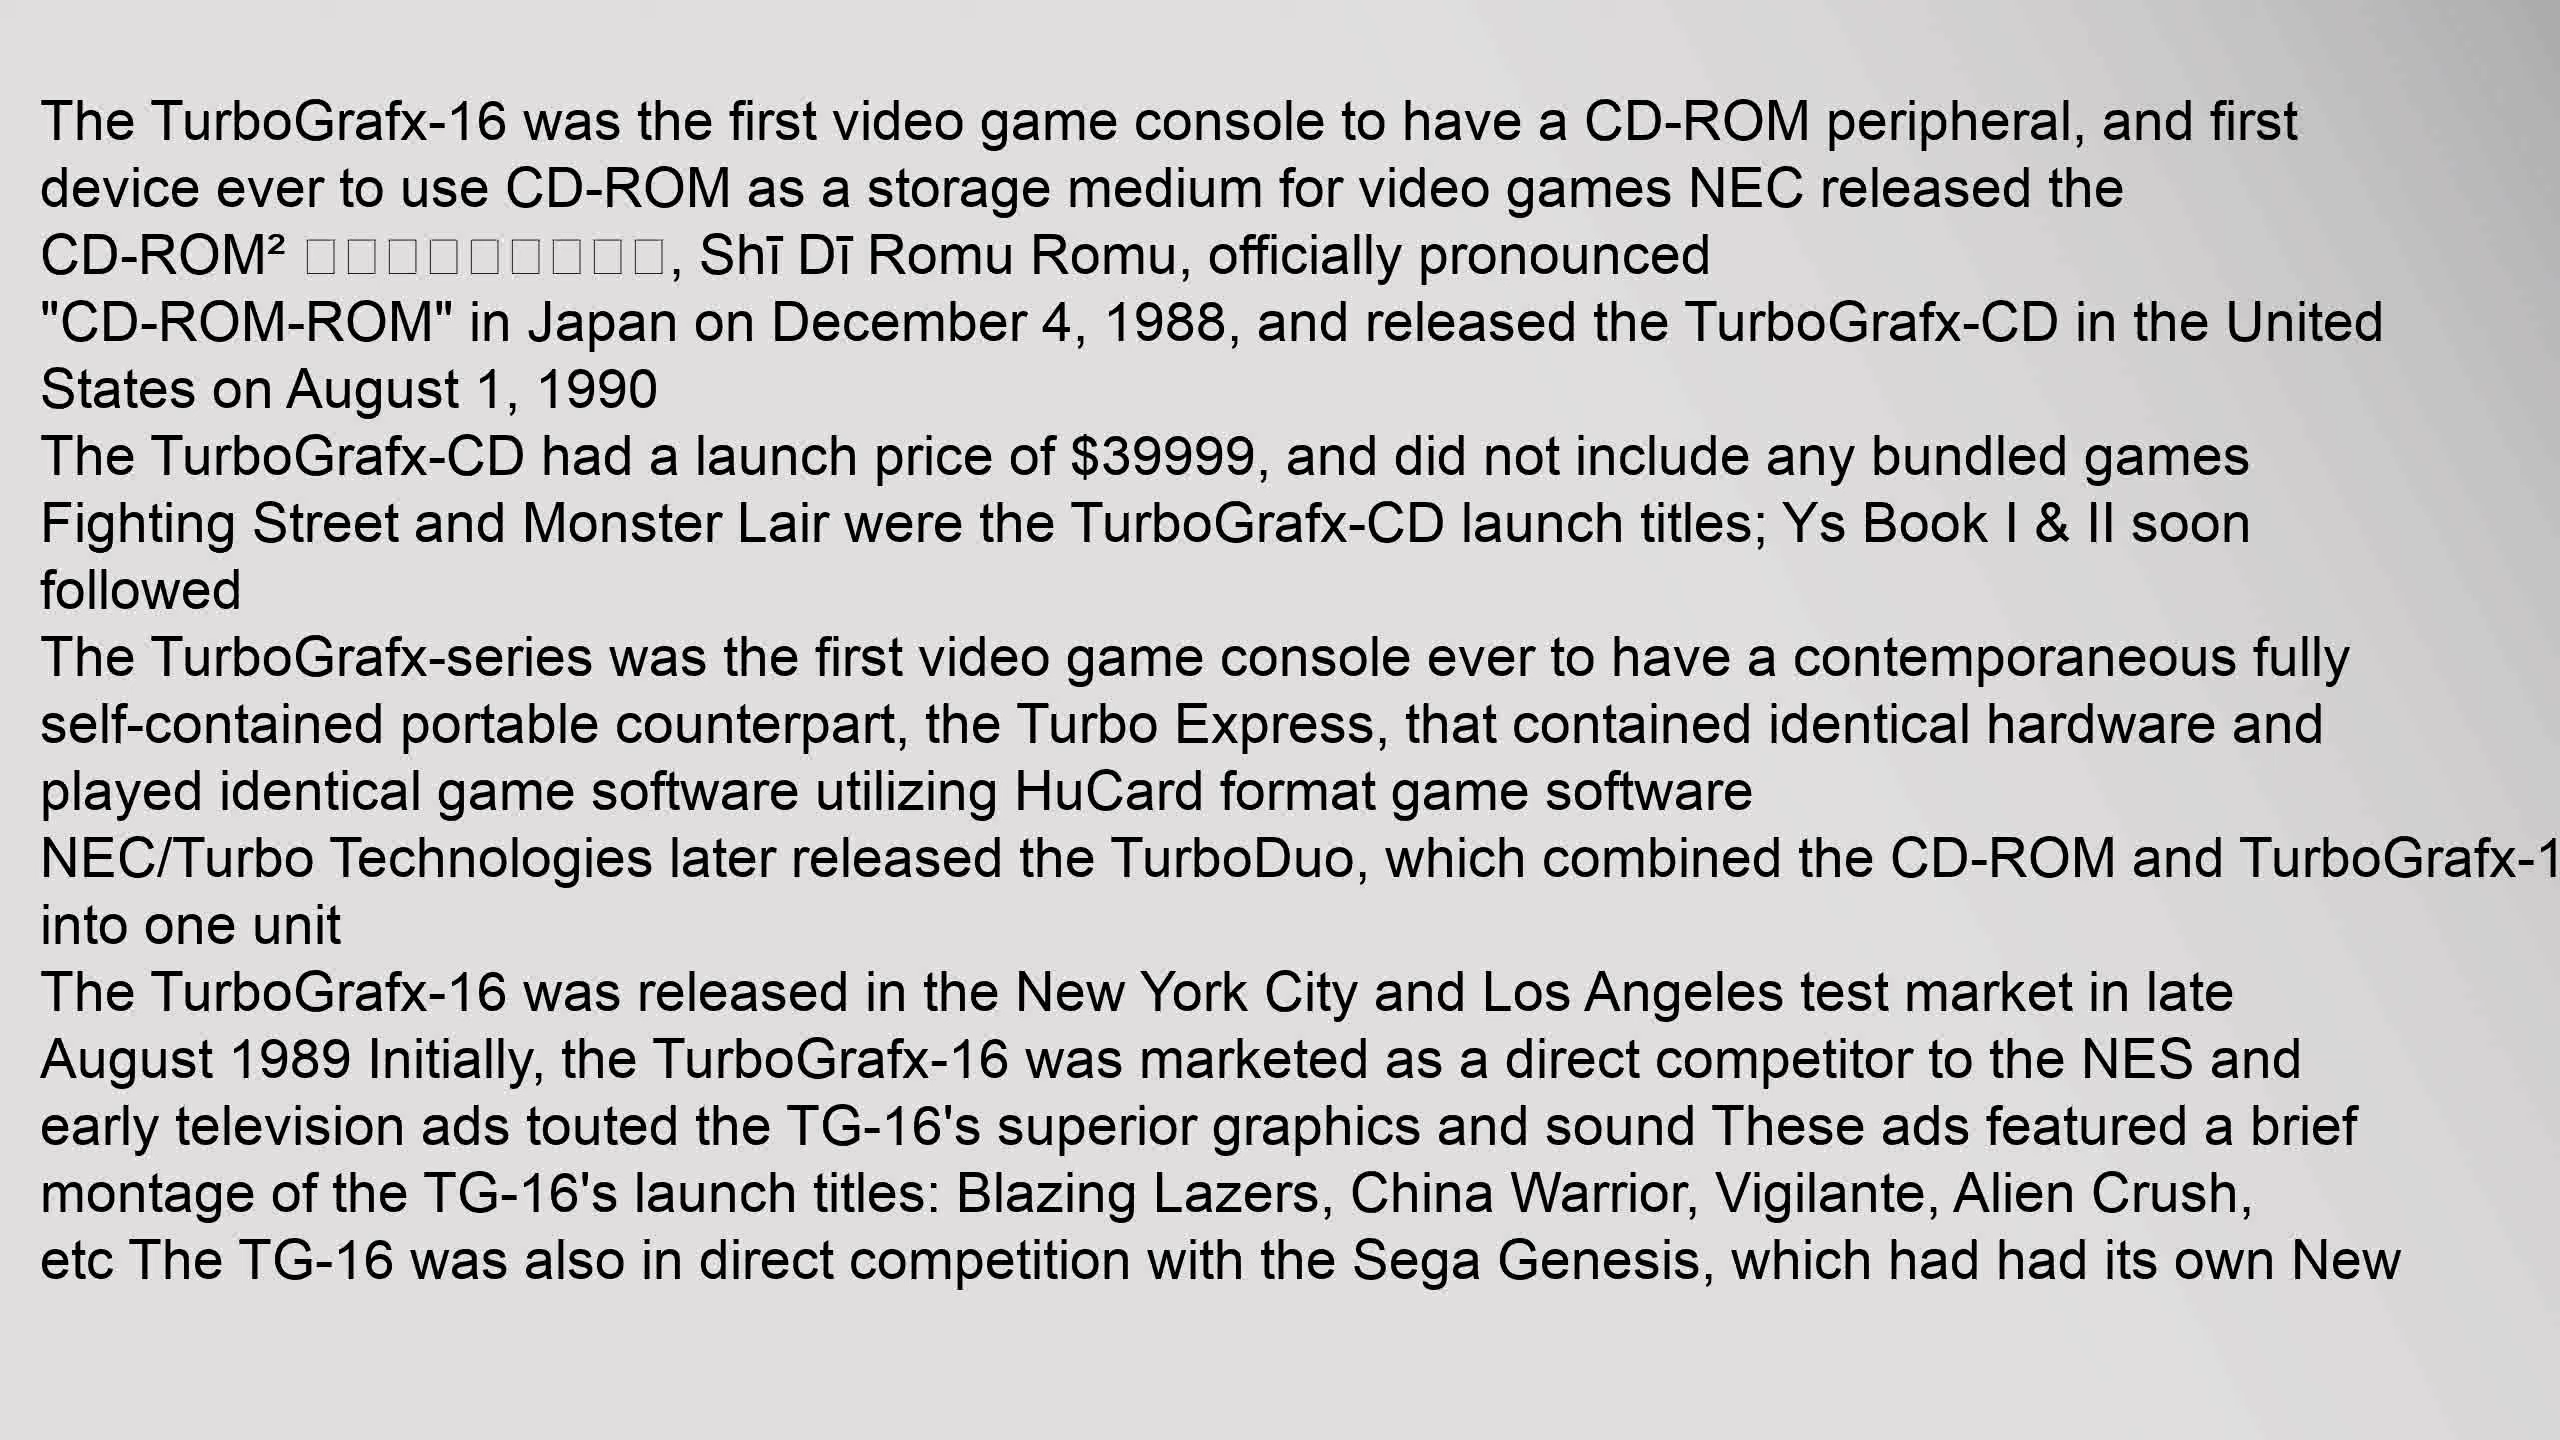 The TurboGrafx-16 was the first video game console to have a CD-ROM peripheral, and first
device ever to use CD-ROM as a storage medium for video games NEC released the
CD-ROM² □□□□□□□□□, Shī Dī Romu Romu, officially pronounced
"CD-ROM-ROM" in Japan on December 4, 1988, and released the TurboGrafx-CD in the United
States on August 1, 1990
The TurboGrafx-CD had a launch price of $39999, and did not include any bundled games
Fighting Street and Monster Lair were the TurboGrafx-CD launch titles; Ys Book I & II soon
followed
The TurboGrafx-series was the first video game console ever to have a contemporaneous fully
self-contained portable counterpart, the Turbo Express, that contained identical hardware and
played identical game software utilizing HuCard format game software
NEC/Turbo Technologies later released the TurboDuo, which combined the CD-ROM and TurboGrafx-1
into one unit
The TurboGrafx-16 was released in the New York City and Los Angeles test market in late
August 1989 Initially, the TurboGrafx-16 was marketed as a direct competitor to the NES and
early television ads touted the TG-16's superior graphics and sound These ads featured a brief
montage of the TG-16's launch titles: Blazing Lazers, China Warrior, Vigilante, Alien Crush,
etc The TG-16 was also in direct competition with the Sega Genesis, which had had its own New